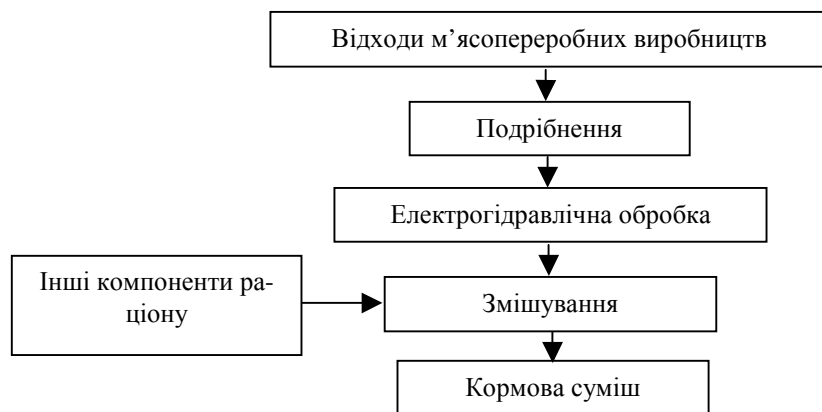 Відходи м’ясопереробних виробництв
Подрібнення
Електрогідравлічна обробка
Інші компоненти ра-
ціону
Змішування
Кормова суміш